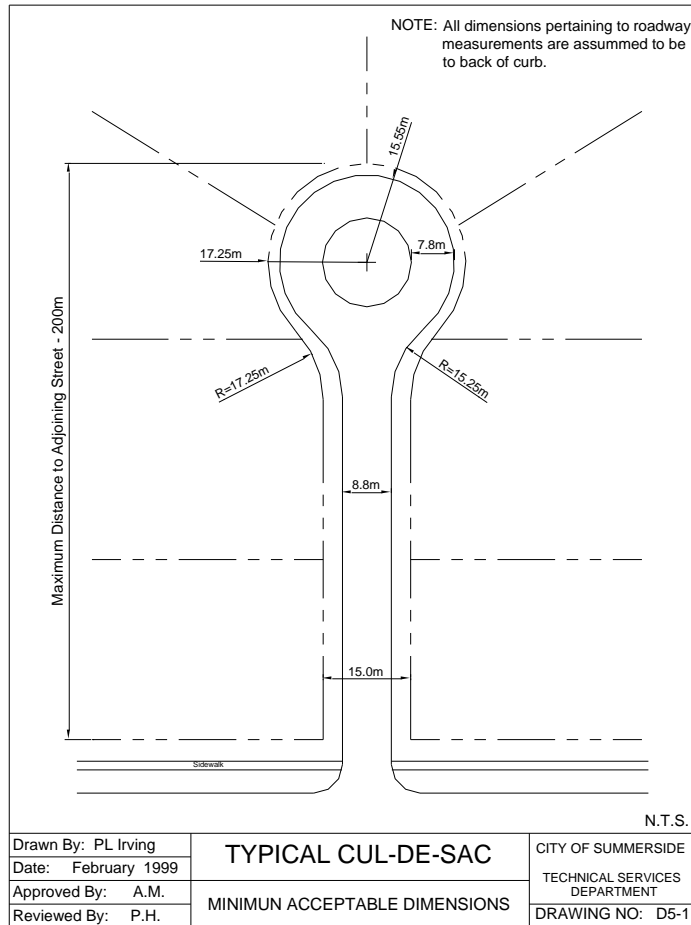 NOTE: All dimensions pertaining to roadway
measurements are assummed to be
to back of curb.
15.55m
17.25m
7.8m
Maximum Distance to Adjoining Street - 200m
R=17.25m
R=15.25m
8.8m
15.0m
Sidewalk
N.T.S.
Drawn By: PL Irving
Date: February 1999
Approved By: A.M.
Reviewed By: P.H.
TYPICAL CUL-DE-SAC
MINIMUN ACCEPTABLE DIMENSIONS
CITY OF SUMMERSIDE
TECHNICAL SERVICES
DEPARTMENT
DRAWING NO: D5-1